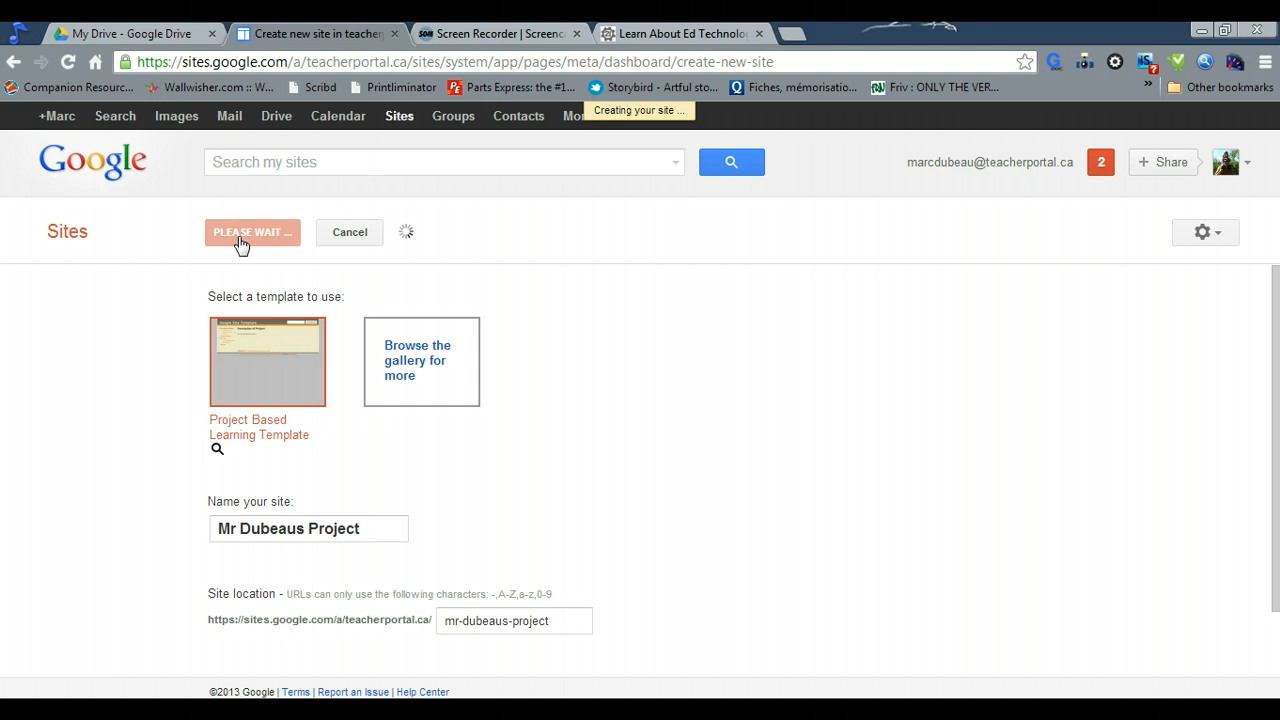 My Drive - Google Drive
Create new site in teacher
Screen Recorder | Screenca
Learn About Ed Technolo
https://sites.google.com/a/teacherportal.ca/sites/system/app/pages/meta/dashboard/create-new-site
Companion Resourc...
Wallwisher.com :: W...
Scribd
Printliminator
Parts Express: the #1...
Storybird - Artful sto...
Fiches, mémorisatio...
Friv : ONLY THE VER...
Other bookmarks
Creating your site ...
+Marc Search Images Mail Drive Calendar Sites Groups Contacts Mo
Google
Search my sites
marcdubeau@teacherportal.ca
2
+ Share
Sites
PLEASE WAIT ...
Cancel
Select a template to use:
Browse the
gallery for
more
Project Based
Learning Template
Name your site:
Mr Dubeaus Project
Site location - URLs can only use the following characters: -,A-Z,a-z,0-9
https://sites.google.com/a/teacherportal.ca/ mr-dubeaus-project
©2013 Google | Terms | Report an Issue | Help Center